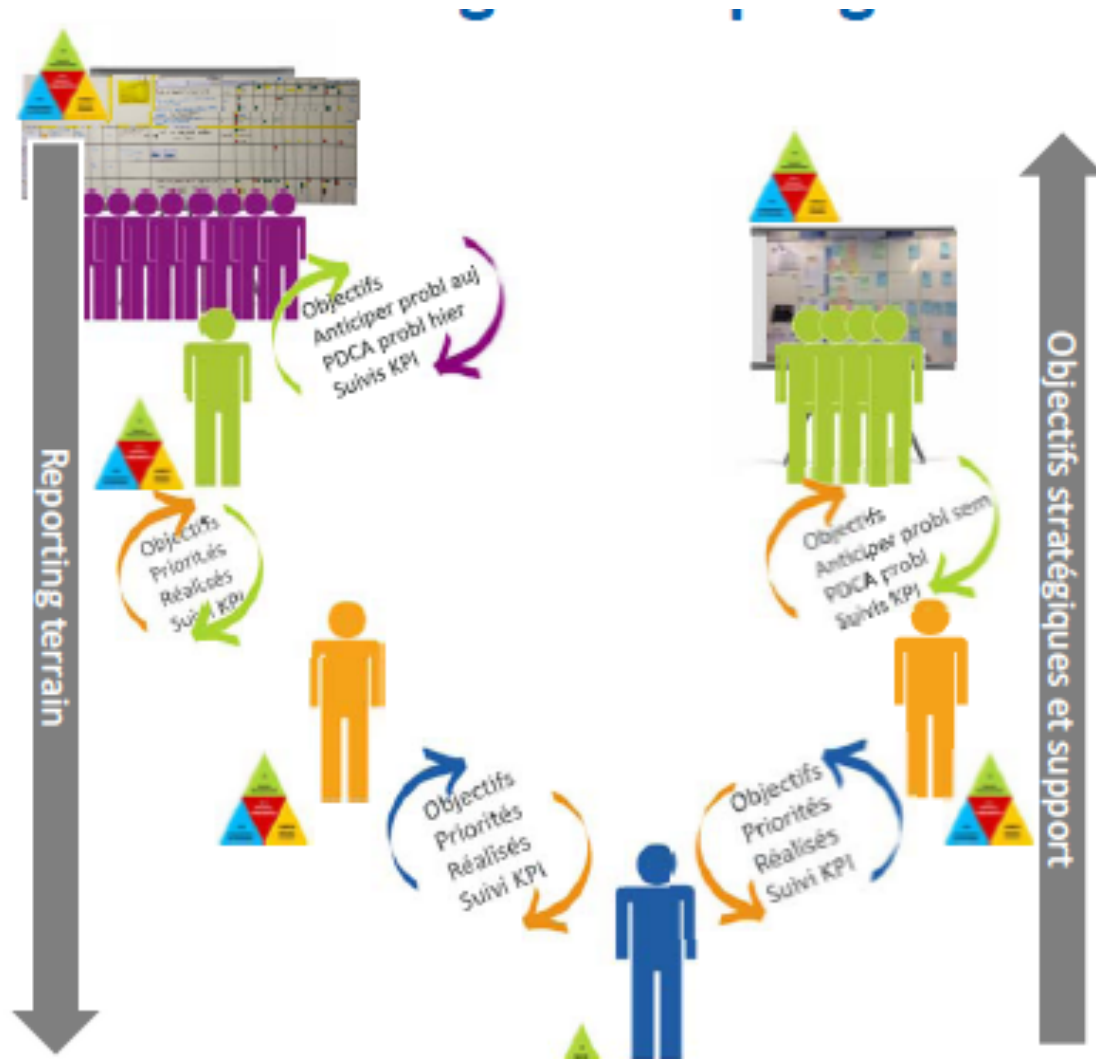 Objectifs
Anticiper probl auj
PDCA probl hier
Suivis KPI
Reporting terrain
Objectifs
Priorités
Réalisés
Suivi KPI
Objectifs
Anticiper probl sem
PDCA probl
Suivis KPI
Objectifs stratégiques et support
Objectifs
Priorités
Réalisés
Suivi KPI
Objectifs
Priorités
Réalisés
Suivi KPI